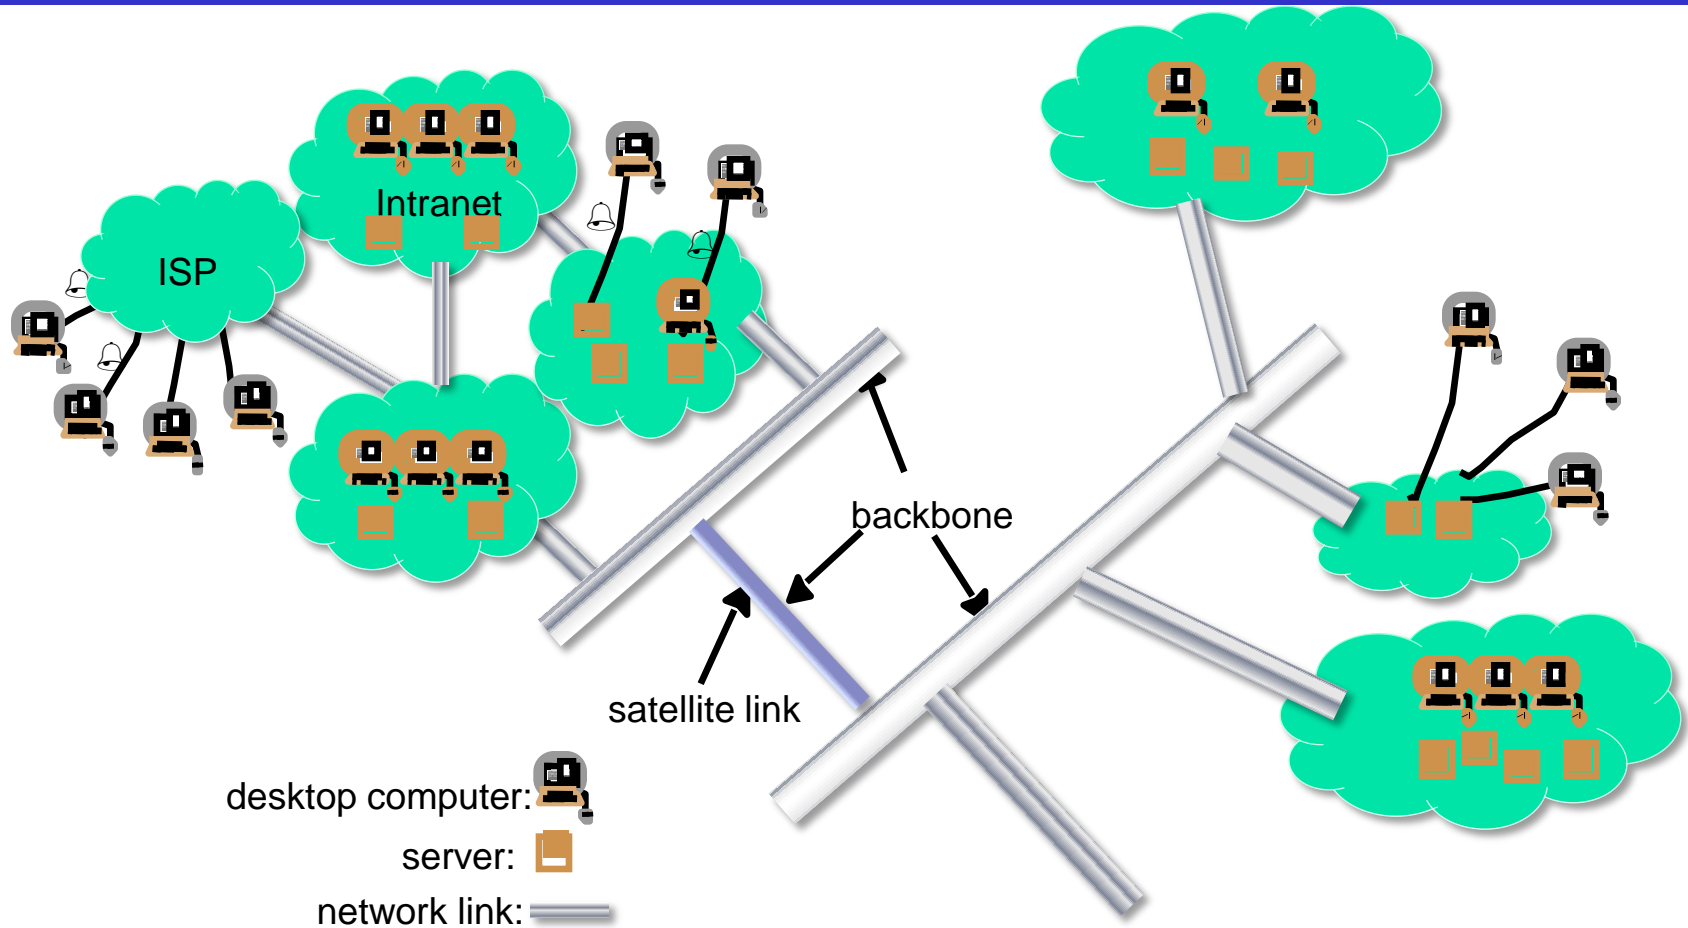 Intranet
ISP
backbone
satellite link
desktop computer:
server:
network link: